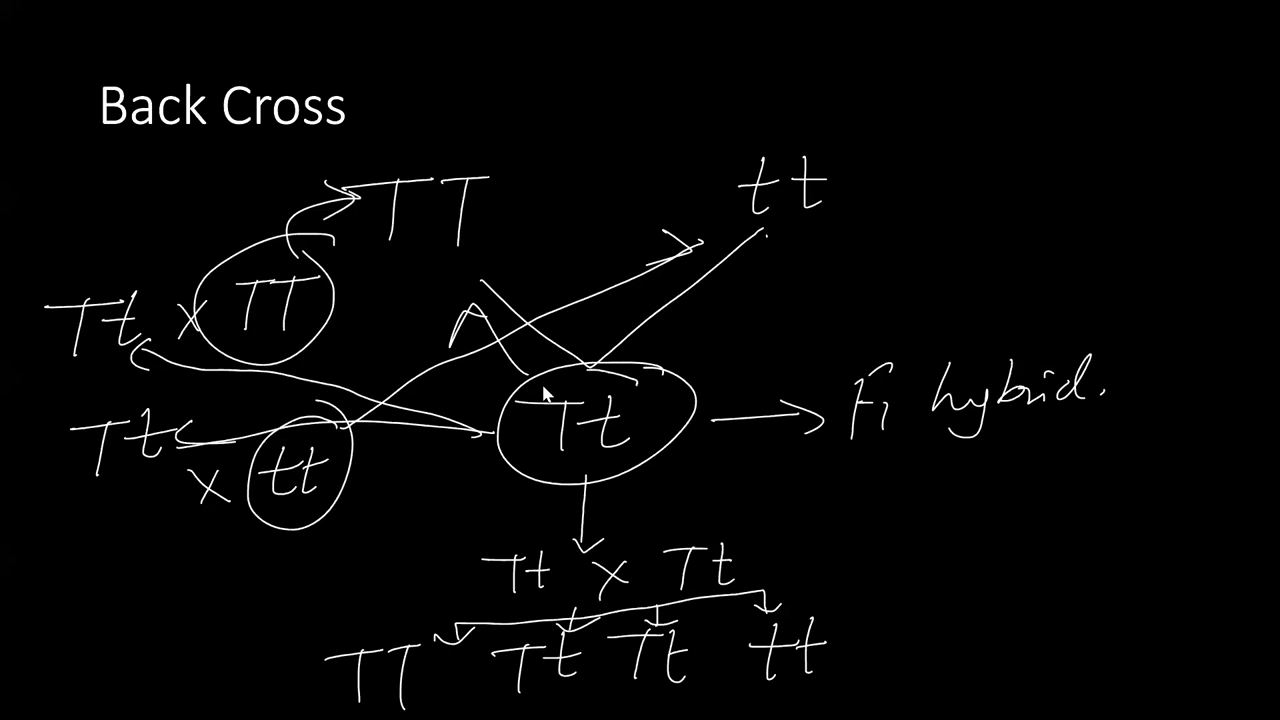 Back Cross
TT
tt
Tt x TT
Tt → F1 hybrid.
Tt x tt
Tt x Tt
TT Tt Tt tt